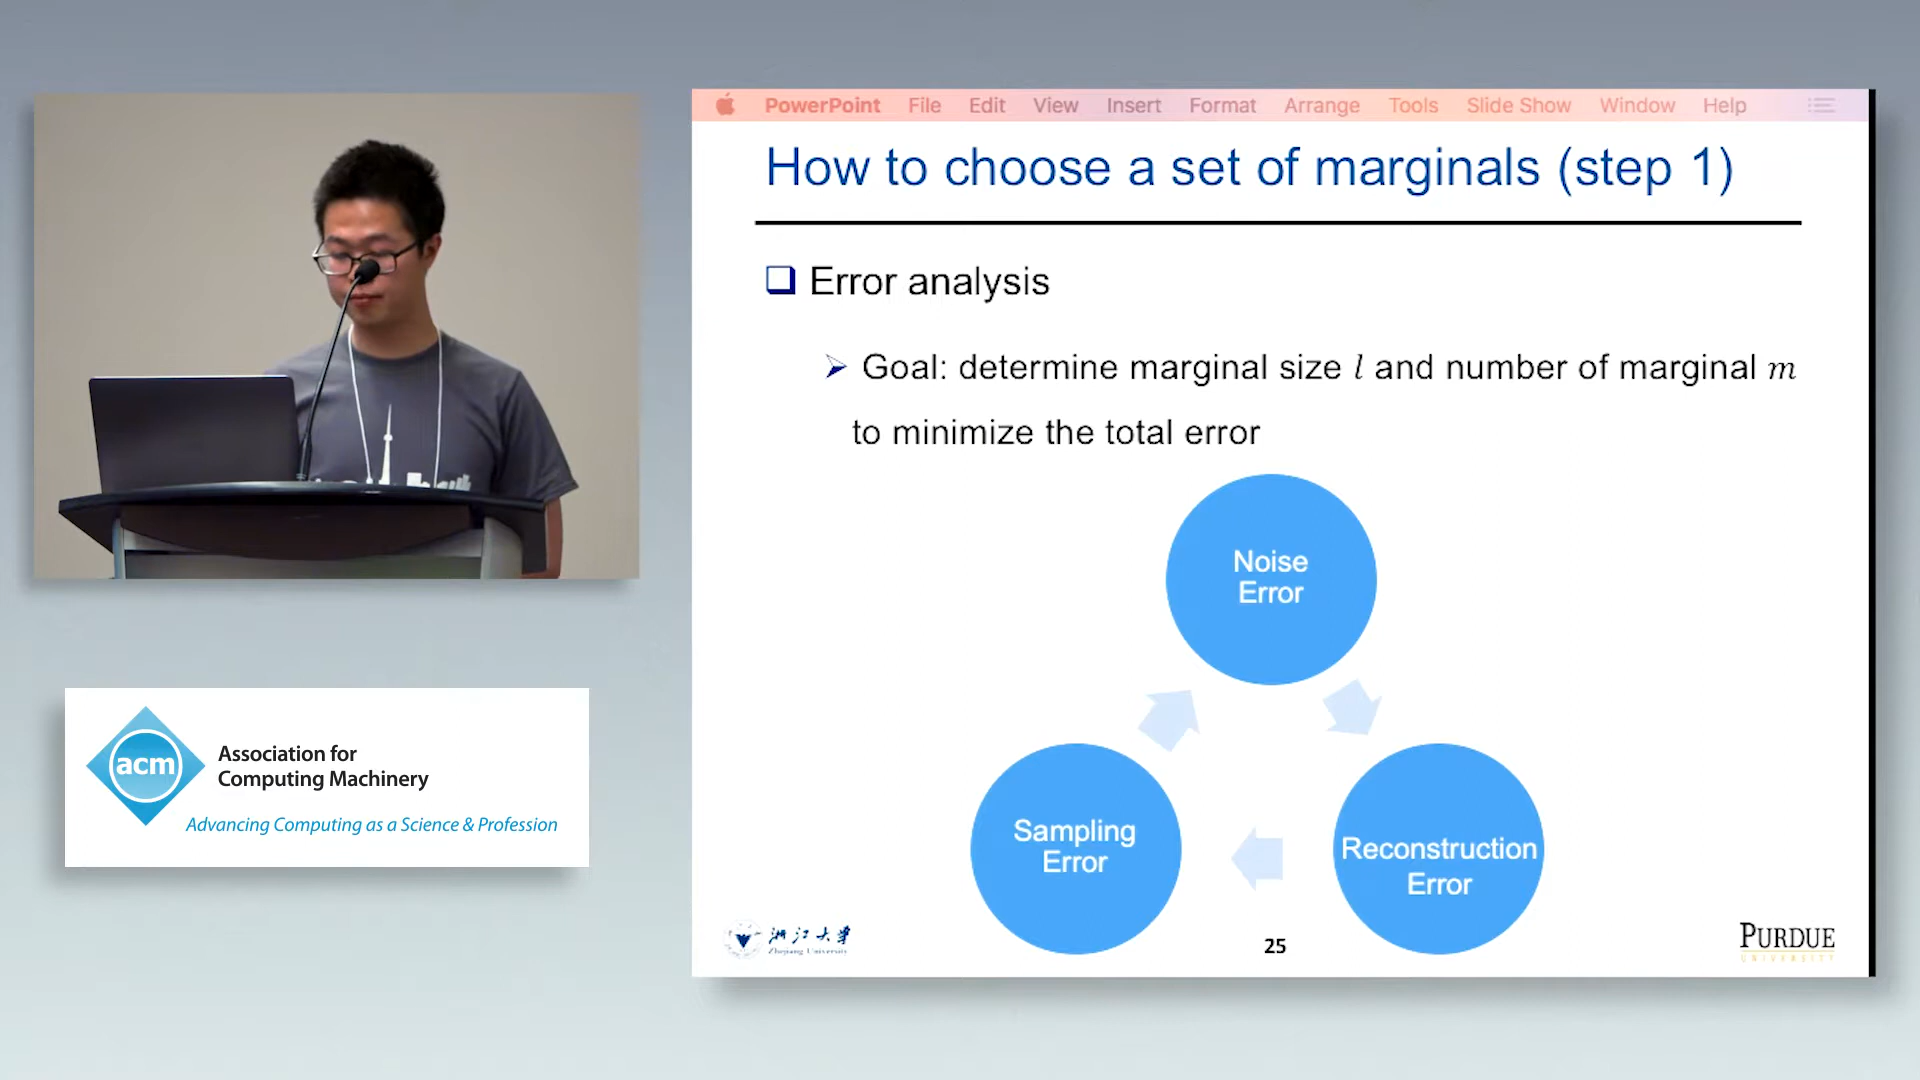 PowerPoint File Edit View Insert Format Arrange Tools Slide Show Window Help
How to choose a set of marginals (step 1)
Error analysis
Goal: determine marginal size l and number of marginal m
to minimize the total error
Noise
Error
Sampling
Error
Reconstruction
Error
浙江大学
Zhejiang University
25
PURDUE
UNIVERSITY
acm
Association for
Computing Machinery
Advancing Computing as a Science & Profession